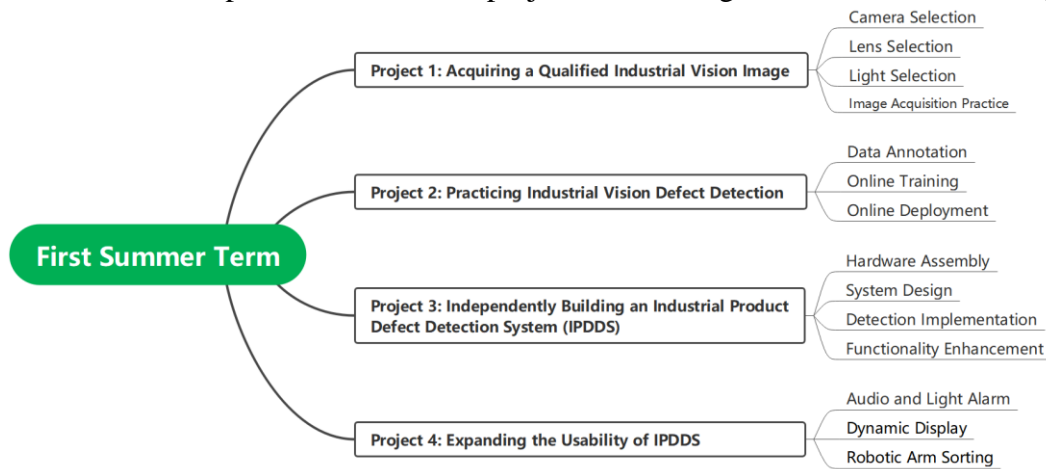 First Summer Term
Project 1: Acquiring a Qualified Industrial Vision Image
Camera Selection
Lens Selection
Light Selection
Image Acquisition Practice
Project 2: Practicing Industrial Vision Defect Detection
Data Annotation
Online Training
Online Deployment
Project 3: Independently Building an Industrial Product
Defect Detection System (IPDDS)
Hardware Assembly
System Design
Detection Implementation
Functionality Enhancement
Project 4: Expanding the Usability of IPDDS
Audio and Light Alarm
Dynamic Display
Robotic Arm Sorting